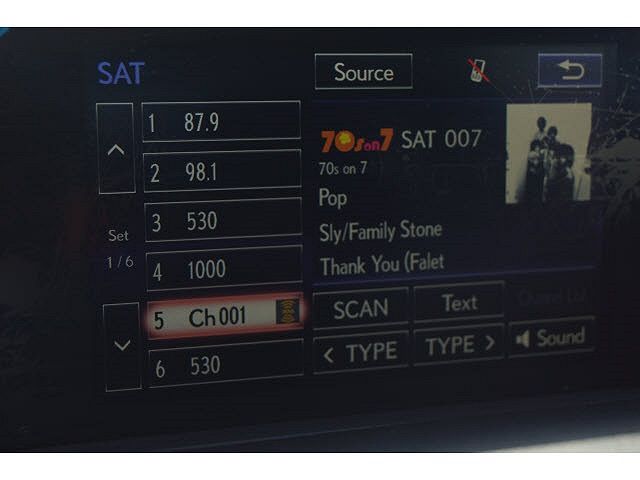 SAT
Source
1 87.9
2 98.1
3 530
4 1000
5 Ch 001
6 530
Set
1/6
70s on 7 SAT 007
70s on 7
Pop
Sly/Family Stone
Thank You (Falet
SCAN
Text
< TYPE
TYPE >
Sound